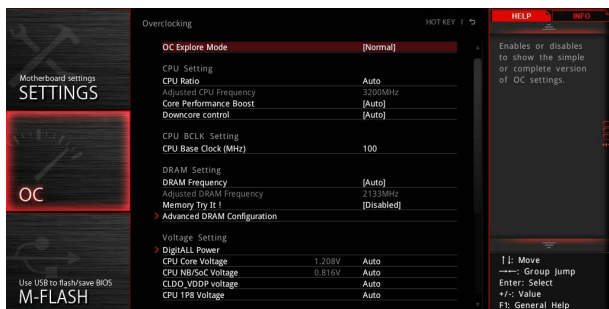 Overclocking
HOT KEY |
HELP
INFO
Motherboard settings
SETTINGS
OC
Use USB to flash/save BIOS
M-FLASH
OC Explore Mode [Normal]
CPU Setting
CPU Ratio Auto
Adjusted CPU Frequency 3200MHz
Core Performance Boost [Auto]
Downcore control [Auto]
CPU BCLK Setting
CPU Base Clock (MHz) 100
DRAM Setting
DRAM Frequency [Auto]
Adjusted DRAM Frequency 2133MHz
Memory Try It ! [Disabled]
Advanced DRAM Configuration
Voltage Setting
DigitALL Power
CPU Core Voltage 1.208V Auto
CPU NB/SoC Voltage 0.816V Auto
CLDO_VDDP voltage Auto
CPU 1P8 Voltage Auto
Enables or disables
to show the simple
or complete version
of OC settings.
↑↓: Move
→←: Group Jump
Enter: Select
+/-: Value
F1: General Help